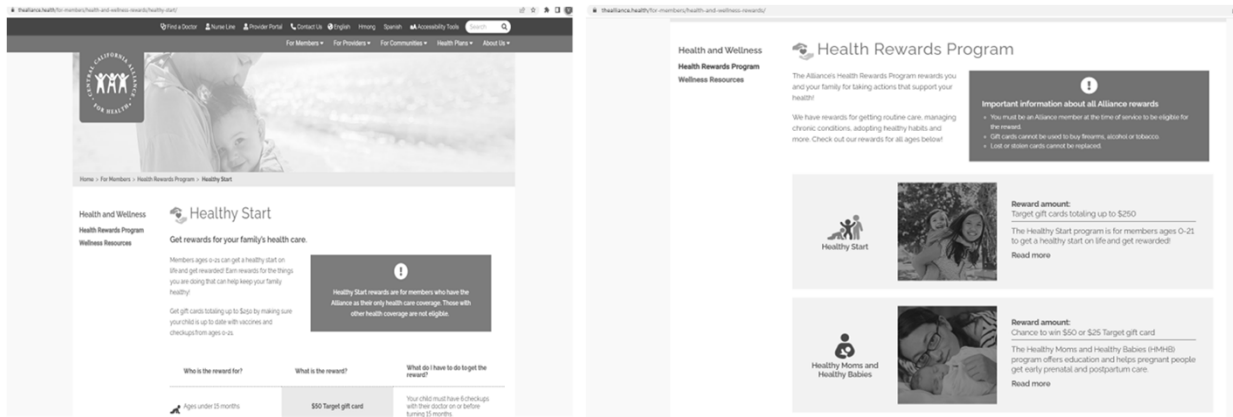 thealliance.health/for-members/health-and-wellness-rewards/healthy-start/
Find a Doctor Nurse Line Provider Portal Contact Us English Hmong Spanish aA Accessibility Tools Search
For Members For Providers For Communities Health Plans About Us
CENTRAL CALIFORNIA ALLIANCE
FOR HEALTH
Home > For Members > Health Rewards Program > Healthy Start
Health and Wellness
Health Rewards Program
Wellness Resources
Healthy Start
Get rewards for your family's health care.
Members ages 0-21 can get a healthy start on
life and get rewarded! Earn rewards for the things
you are doing that can help keep your family
healthy!
Get gift cards totaling up to $250 by making sure
your child is up to date with vaccines and
checkups from ages 0-21.
Healthy Start rewards are for members who have the
Alliance as their only health care coverage. Those with
other health coverage are not eligible.
Who is the reward for?
What is the reward?
What do I have to do to get the
reward?
Ages under 15 months
$50 Target gift card
Your child must have 6 checkups
with their doctor on or before
turning 15 months.
thealliance.health/for-members/health-and-wellness-rewards/
Health and Wellness
Health Rewards Program
Wellness Resources
Health Rewards Program
The Alliance's Health Rewards Program rewards you
and your family for taking actions that support your
health!
We have rewards for getting routine care, managing
chronic conditions, adopting healthy habits and
more. Check out our rewards for all ages below!
Important information about all Alliance rewards
You must be an Alliance member at the time of service to be eligible for
the reward.
Gift cards cannot be used to buy firearms, alcohol or tobacco.
Lost or stolen cards cannot be replaced.
Healthy Start
Reward amount:
Target gift cards totaling up to $250
The Healthy Start program is for members ages 0-21
to get a healthy start on life and get rewarded!
Read more
Healthy Moms and
Healthy Babies
Reward amount:
Chance to win $50 or $25 Target gift card
The Healthy Moms and Healthy Babies (HMHB)
program offers education and helps pregnant people
get early prenatal and postpartum care.
Read more